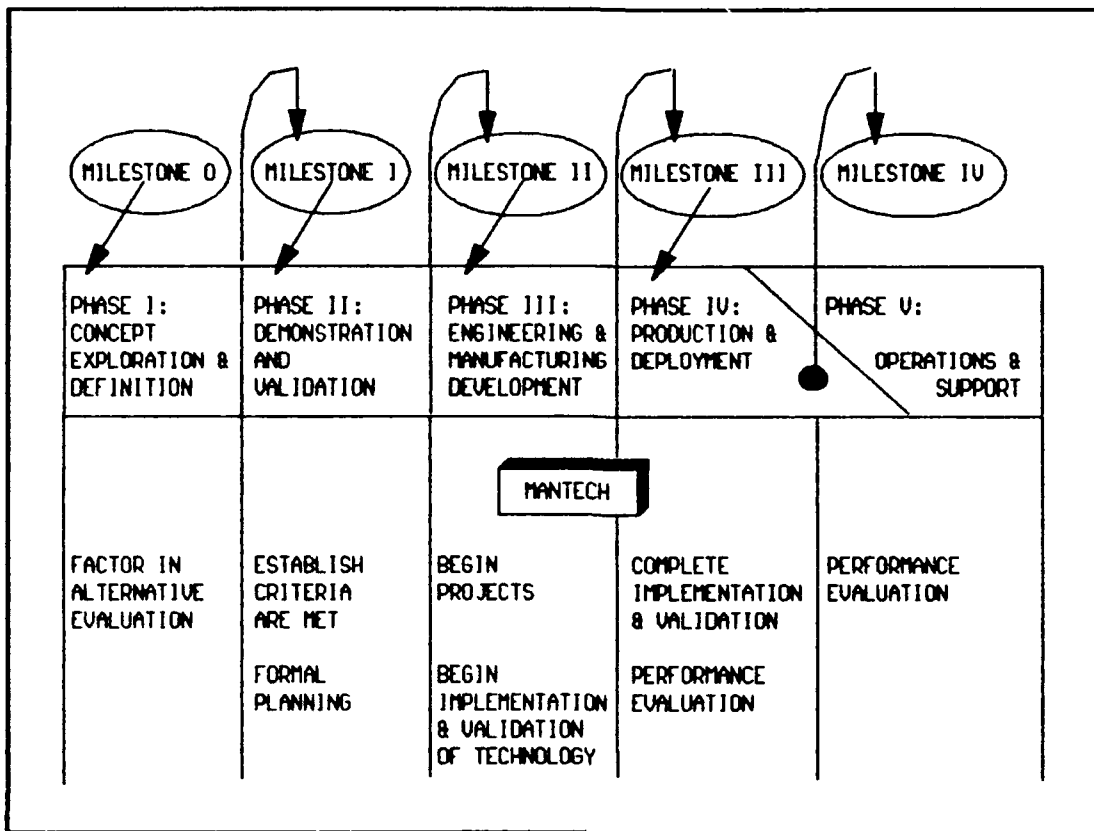 MILESTONE 0
MILESTONE I
MILESTONE II
MILESTONE III
MILESTONE IV
PHASE I:
CONCEPT
EXPLORATION &
DEFINITION
PHASE II:
DEMONSTRATION
AND
VALIDATION
PHASE III:
ENGINEERING &
MANUFACTURING
DEVELOPMENT
PHASE IV:
PRODUCTION &
DEPLOYMENT
PHASE V:
OPERATIONS &
SUPPORT
MANTECH
FACTOR IN
ALTERNATIVE
EVALUATION
ESTABLISH
CRITERIA
ARE MET
FORMAL
PLANNING
BEGIN
PROJECTS
BEGIN
IMPLEMENTATION
& VALIDATION
OF TECHNOLOGY
COMPLETE
IMPLEMENTATION
& VALIDATION
PERFORMANCE
EVALUATION
PERFORMANCE
EVALUATION